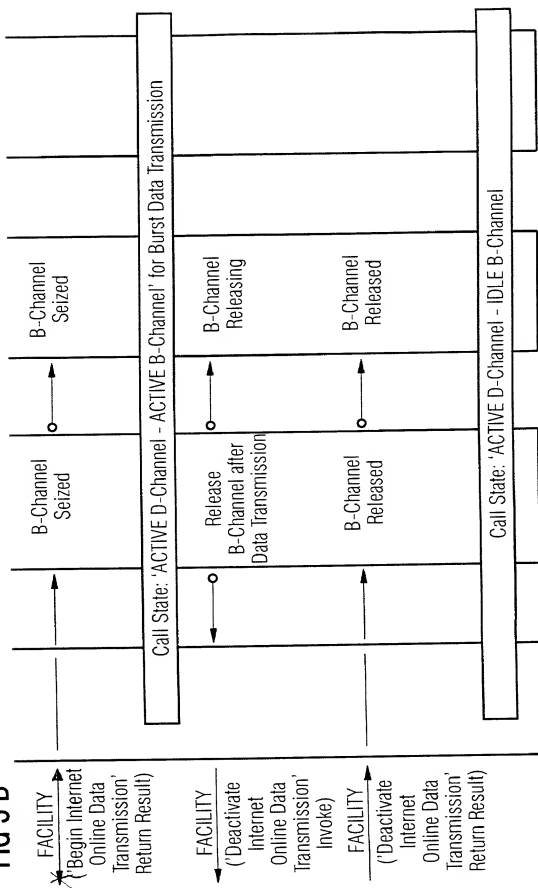 FIG B
FACILITY
('Begin Internet
Online Data
Transmission'
Return Result)
B-Channel
Seized
B-Channel
Seized
Call State: 'ACTIVE D-Channel - ACTIVE B-Channel' for Burst Data Transmission
FACILITY
('Deactivate
Internet
Online Data
Transmission'
Invoke)
Release
B-Channel after
Data Transmission
B-Channel
Releasing
FACILITY
('Deactivate
Internet
Online Data
Transmission'
Return Result)
B-Channel
Released
B-Channel
Released
Call State: 'ACTIVE D-Channel - IDLE B-Channel